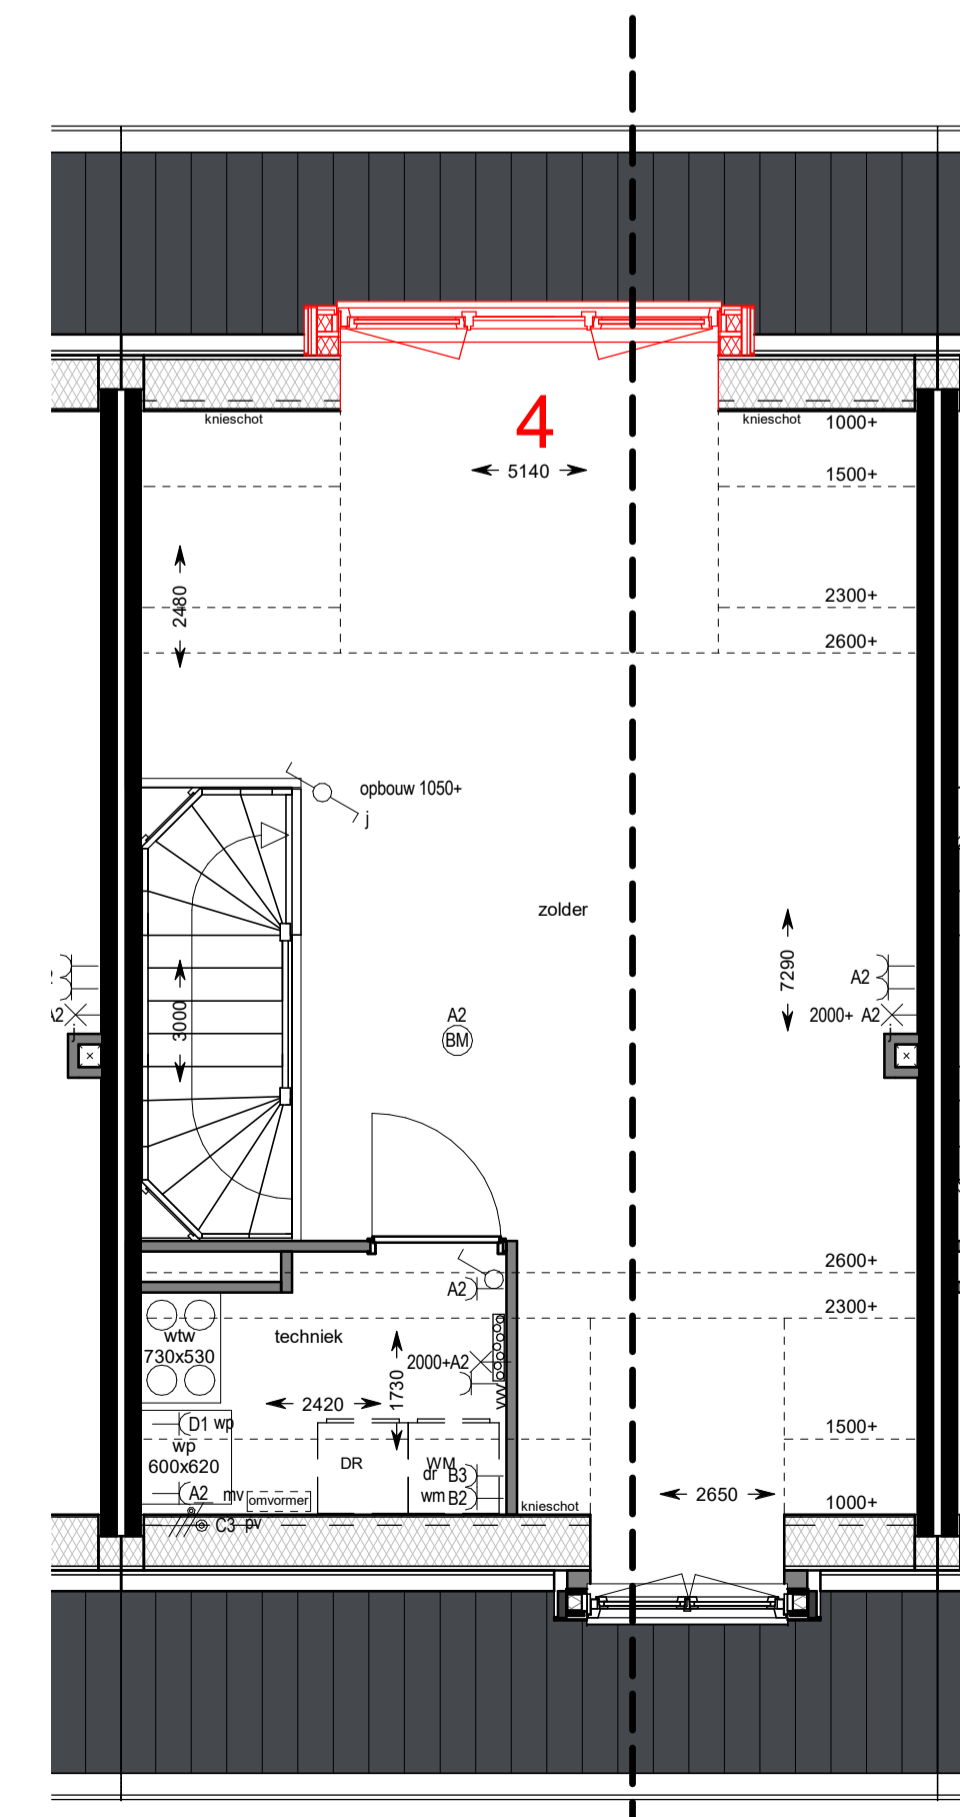 knieschot
knieschot
1000+
4
5140
1500+
2480
2300+
2600+
opbouw 1050+
j
zolder
7290
A2
A2
j
3000
A2
BM
2000+ A2
j
2600+
A2
2300+
wtw
730x530
techniek
2000+A2
1730
2420
VV
D1 wp
wp
600x620
1500+
DR
WM
dr B3
wm B2
A2
mv
omvormer
C3 pv
knieschot
2650
1000+